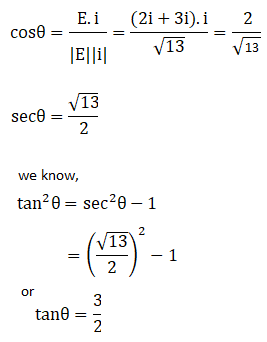 cosθ = E. i / |E||i| = (2i + 3i). i / √13 = 2 / √13
secθ = √13 / 2
we know,
tan²θ = sec²θ − 1
= (√13 / 2)² − 1
or
tanθ = 3 / 2